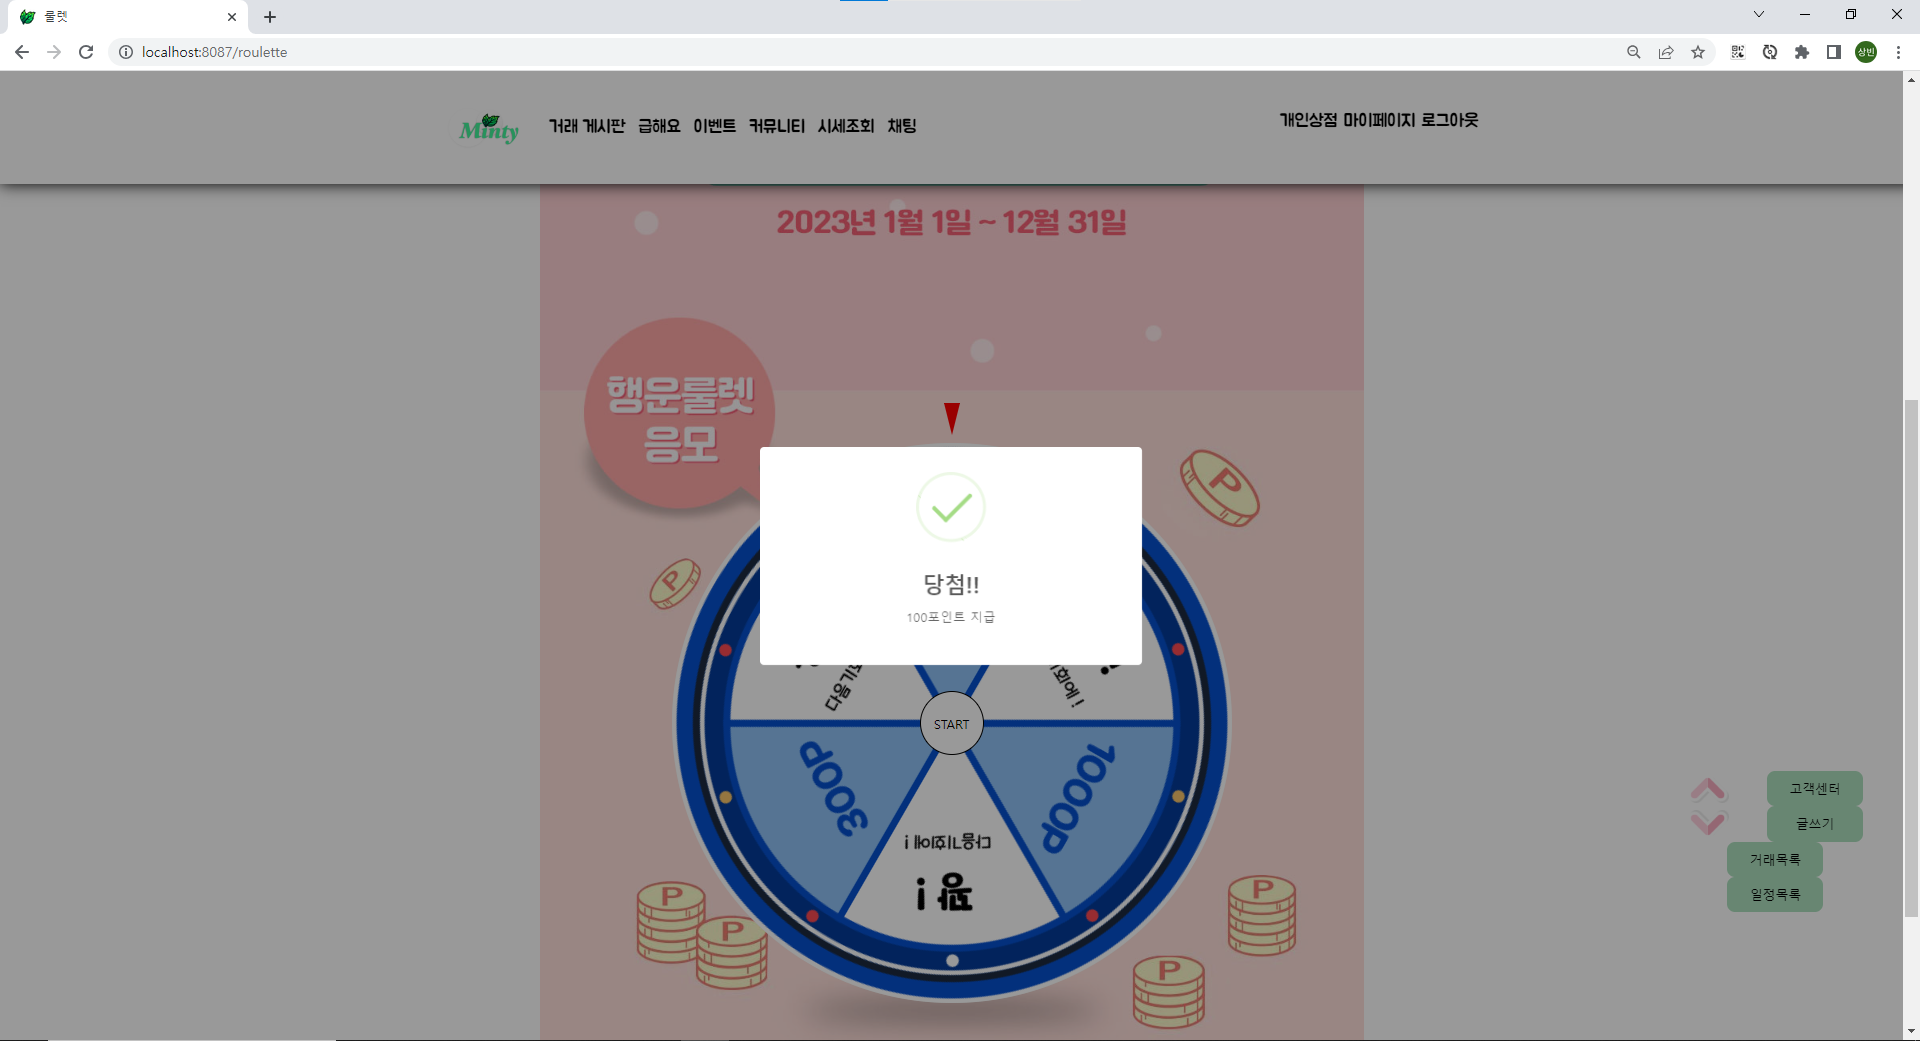 룰렛
localhost:8087/roulette
상빈
Minty
거래 게시판 급해요 이벤트 커뮤니티 시세조회 채팅
개인상점 마이페이지 로그아웃
2023년 1월 1일 ~ 12월 31일
행운룰렛
응모
P
P
당첨!!
100포인트 지급
다음기회
기회에!
START
300P
1000P
다음기회에!
꽝!
P
P
P
P
고객센터
글쓰기
거래목록
일정목록